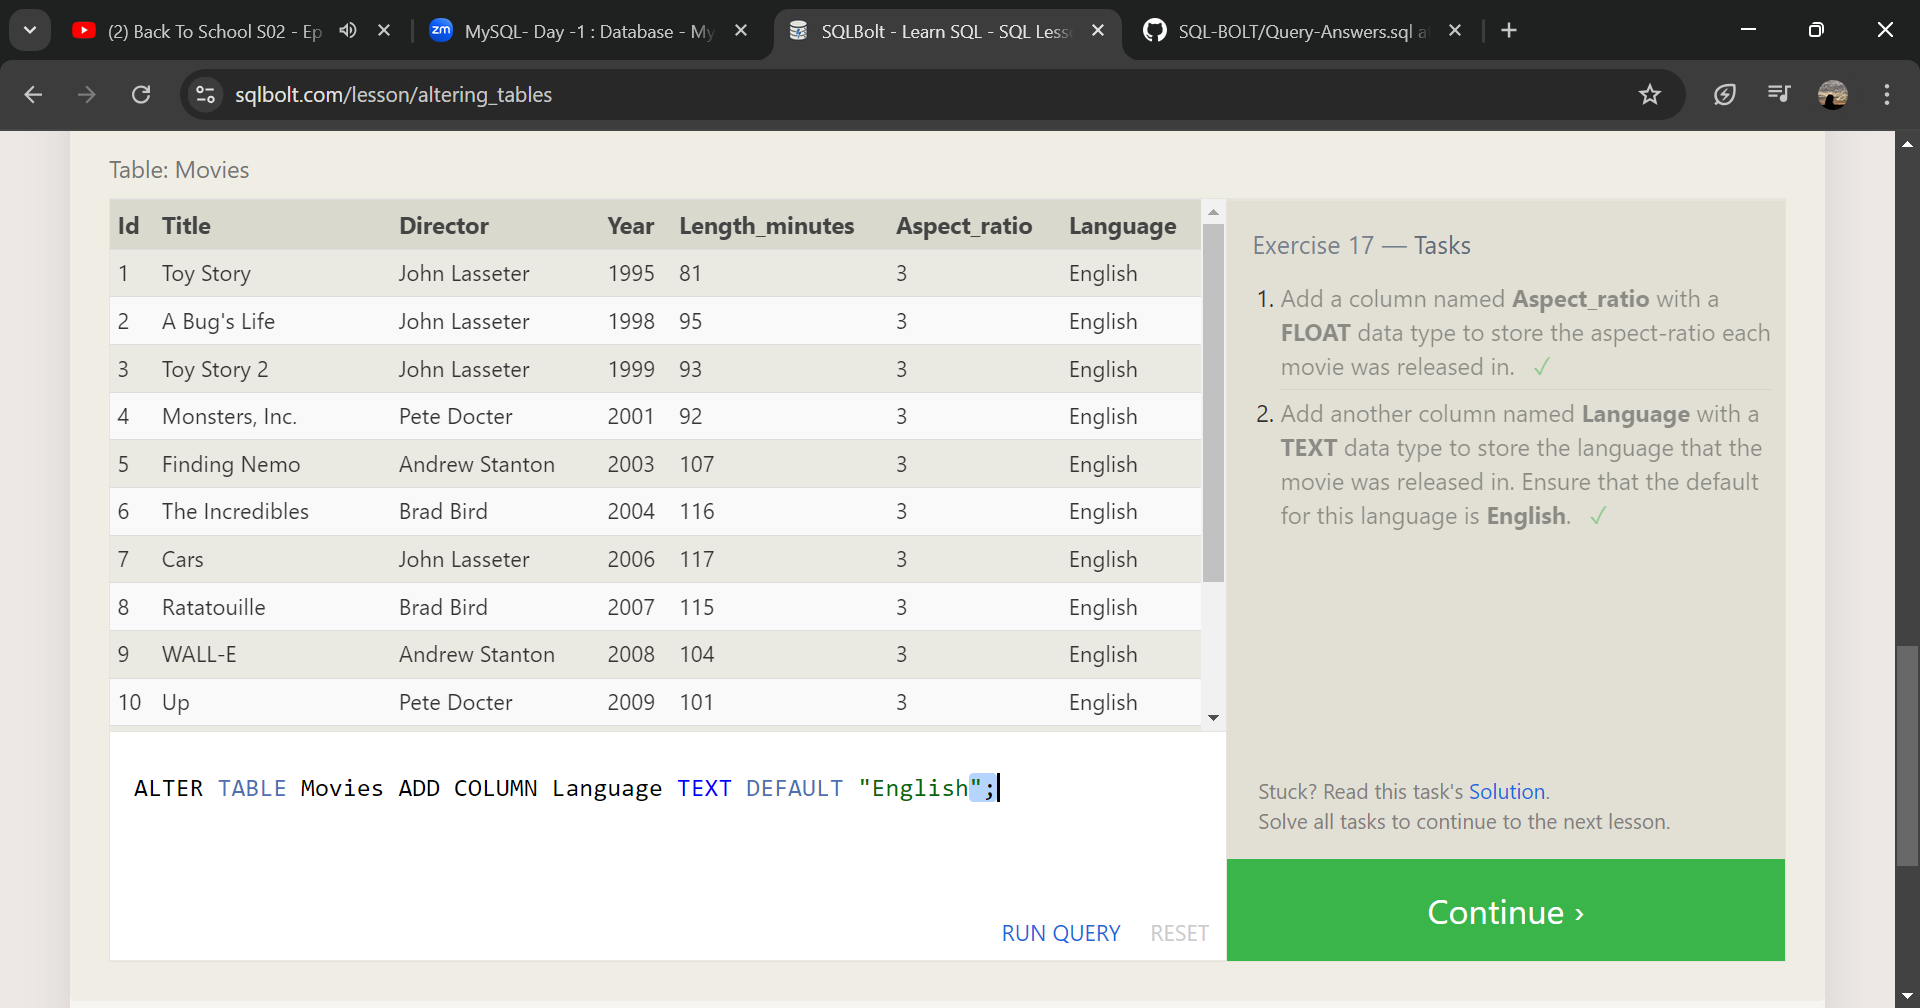 (2) Back To School S02 - Ep
zm MySQL- Day -1 : Database - My
SQLBolt - Learn SQL - SQL Less
SQL-BOLT/Query-Answers.sql at
sqlbolt.com/lesson/altering_tables
Table: Movies
Id Title Director Year Length_minutes Aspect_ratio Language
1 Toy Story John Lasseter 1995 81 3 English
2 A Bug's Life John Lasseter 1998 95 3 English
3 Toy Story 2 John Lasseter 1999 93 3 English
4 Monsters, Inc. Pete Docter 2001 92 3 English
5 Finding Nemo Andrew Stanton 2003 107 3 English
6 The Incredibles Brad Bird 2004 116 3 English
7 Cars John Lasseter 2006 117 3 English
8 Ratatouille Brad Bird 2007 115 3 English
9 WALL-E Andrew Stanton 2008 104 3 English
10 Up Pete Docter 2009 101 3 English
ALTER TABLE Movies ADD COLUMN Language TEXT DEFAULT "English";
RUN QUERY RESET
Exercise 17 — Tasks
1. Add a column named Aspect_ratio with a
FLOAT data type to store the aspect-ratio each
movie was released in. ✓
2. Add another column named Language with a
TEXT data type to store the language that the
movie was released in. Ensure that the default
for this language is English. ✓
Stuck? Read this task's Solution.
Solve all tasks to continue to the next lesson.
Continue ›